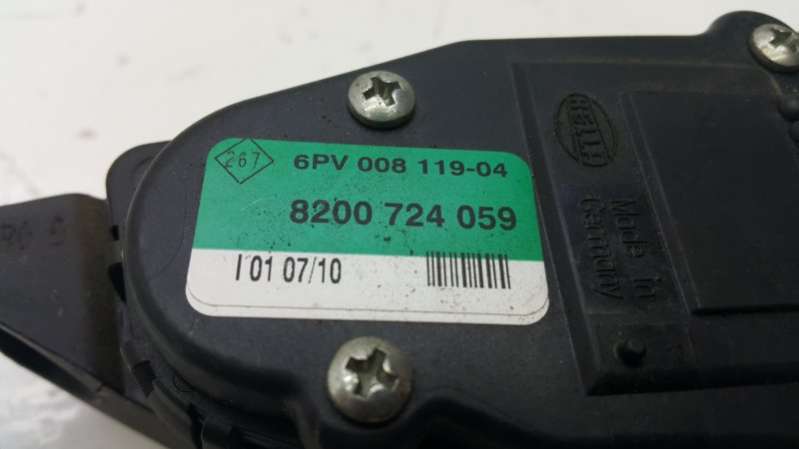 267
6PV 008 119-04
8200 724 059
I 01 07/10
HELLA
Made in
Germany